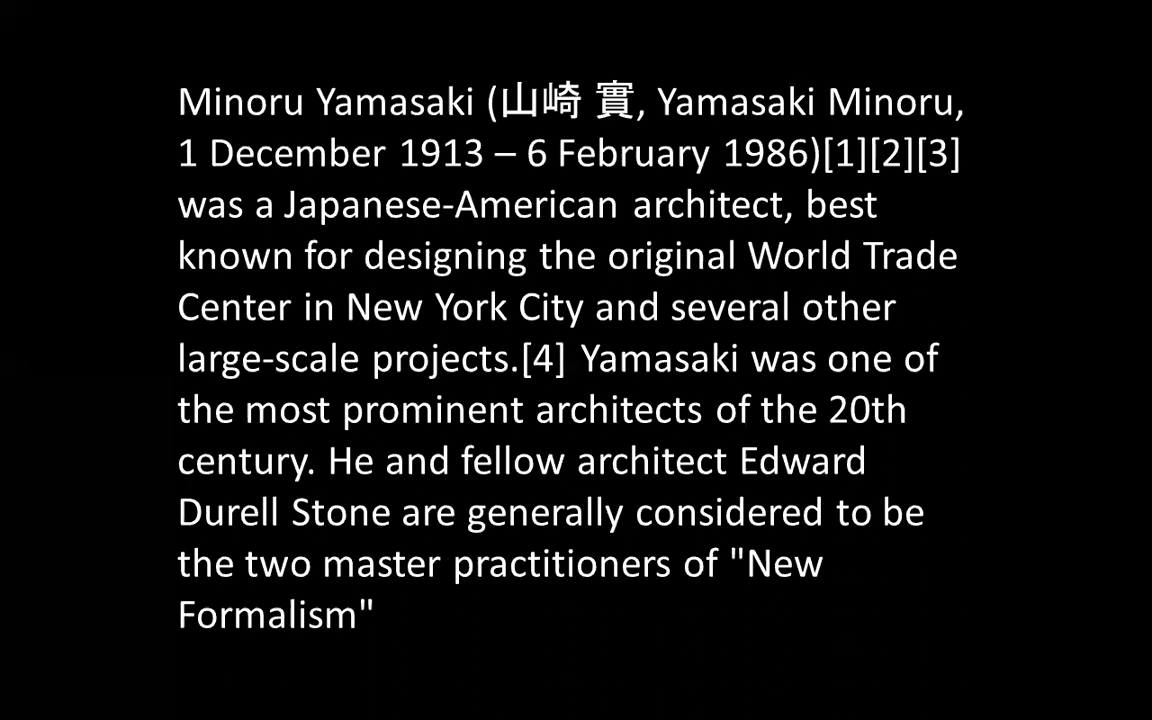 Minoru Yamasaki (山崎 實, Yamasaki Minoru,
1 December 1913 – 6 February 1986)[1][2][3]
was a Japanese-American architect, best
known for designing the original World Trade
Center in New York City and several other
large-scale projects.[4] Yamasaki was one of
the most prominent architects of the 20th
century. He and fellow architect Edward
Durell Stone are generally considered to be
the two master practitioners of "New
Formalism"